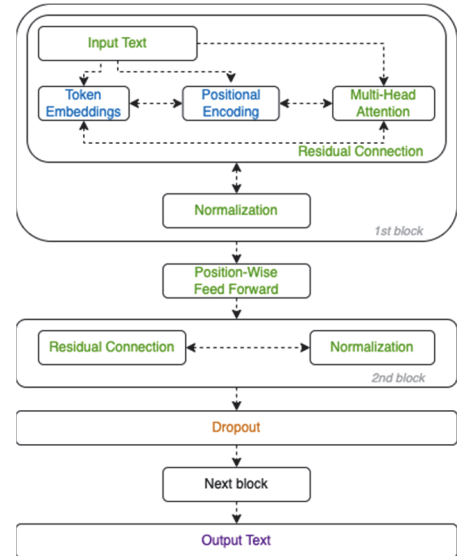 Input Text
Token
Embeddings
Positional
Encoding
Multi-Head
Attention
Residual Connection
Normalization
1st block
Position-Wise
Feed Forward
Residual Connection
Normalization
2nd block
Dropout
Next block
Output Text